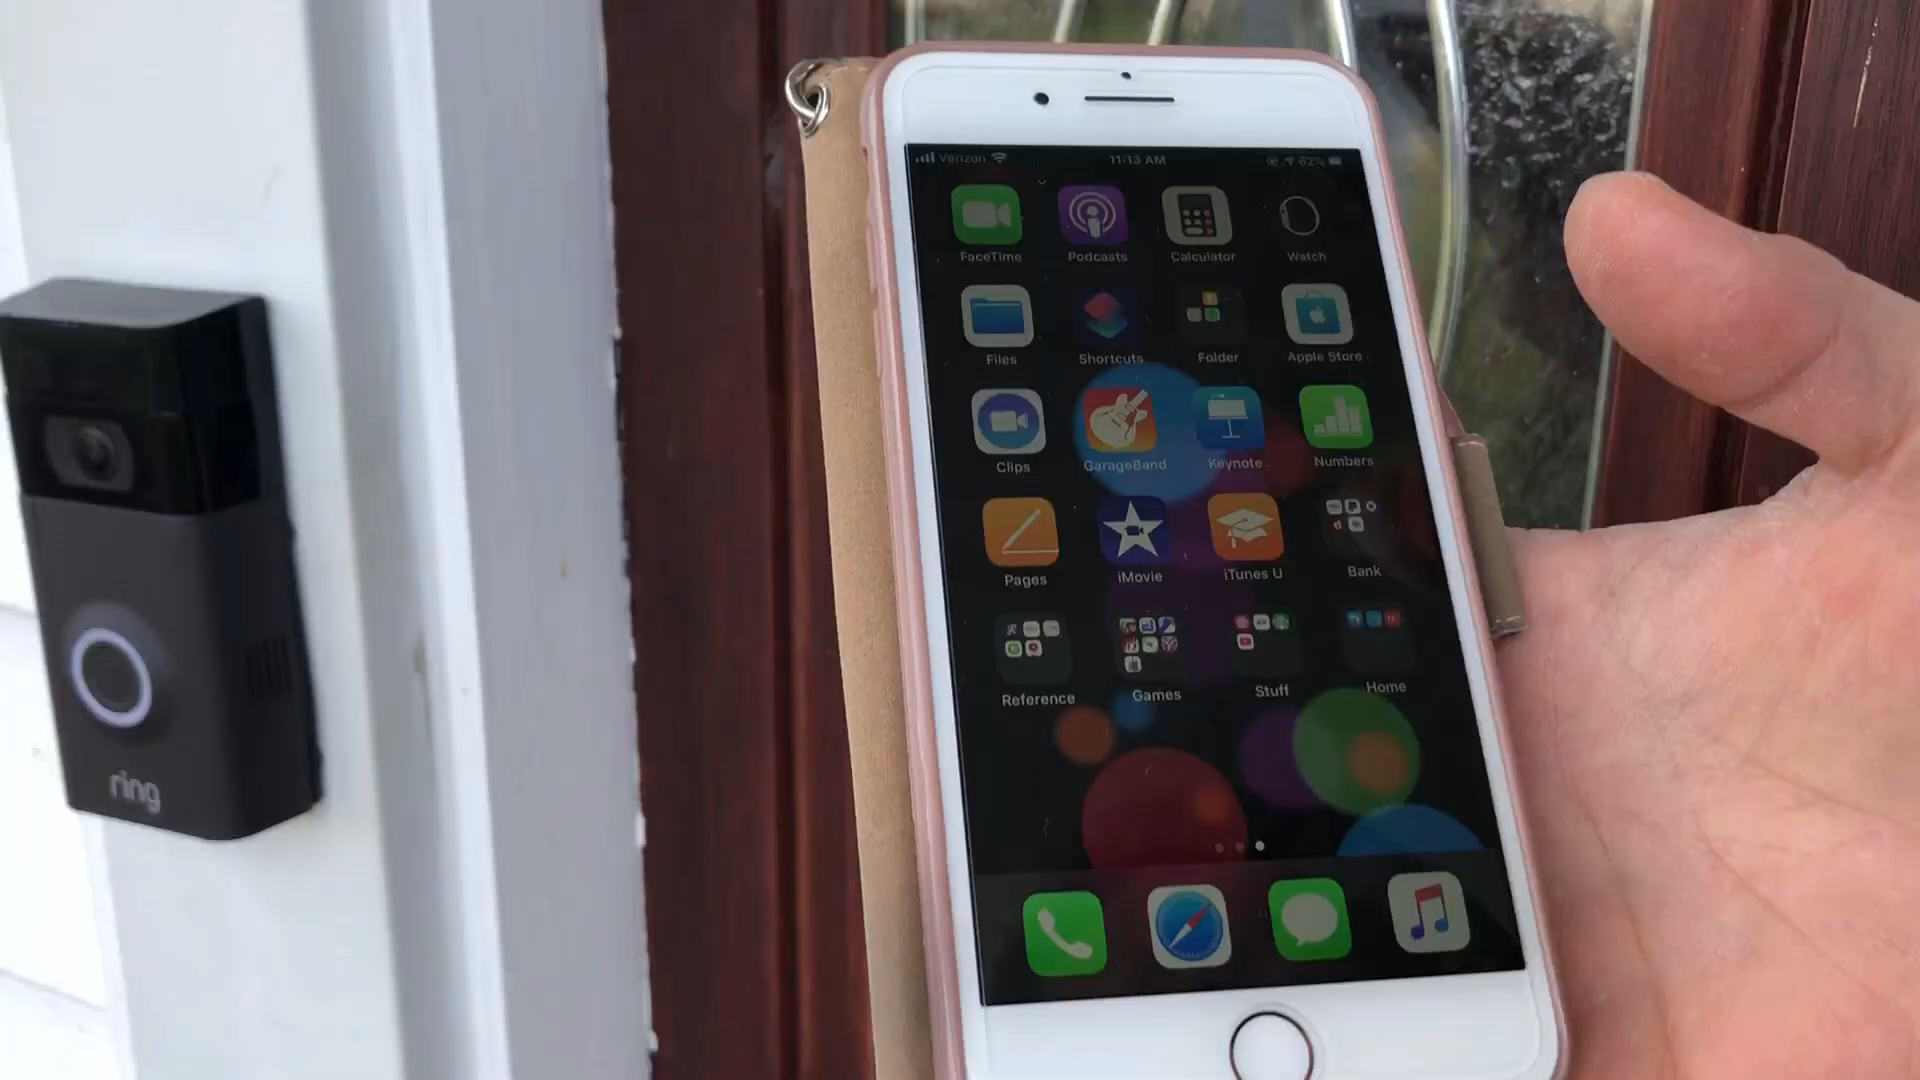 Verizon 11:13 AM 62%
FaceTime Podcasts Calculator Watch
Files Shortcuts Folder Apple Store
Clips GarageBand Keynote Numbers
Pages iMovie iTunes U Bank
Reference Games Stuff Home
ring